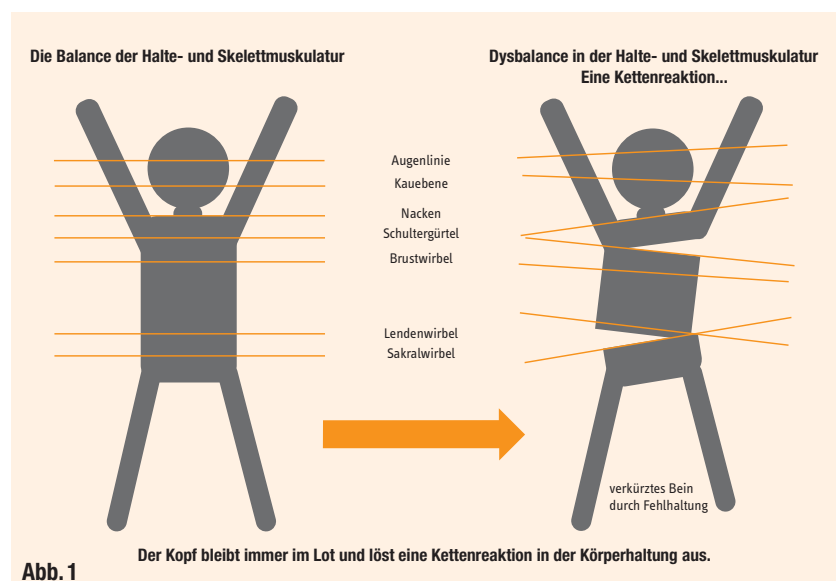 Die Balance der Halte- und Skelettmuskulatur
Dysbalance in der Halte- und Skelettmuskulatur
Eine Kettenreaktion...
Augenlinie
Kauebene
Nacken
Schultergürtel
Brustwirbel
Lendenwirbel
Sakralwirbel
verkürztes Bein
durch Fehlhaltung
Der Kopf bleibt immer im Lot und löst eine Kettenreaktion in der Körperhaltung aus.
Abb. 1